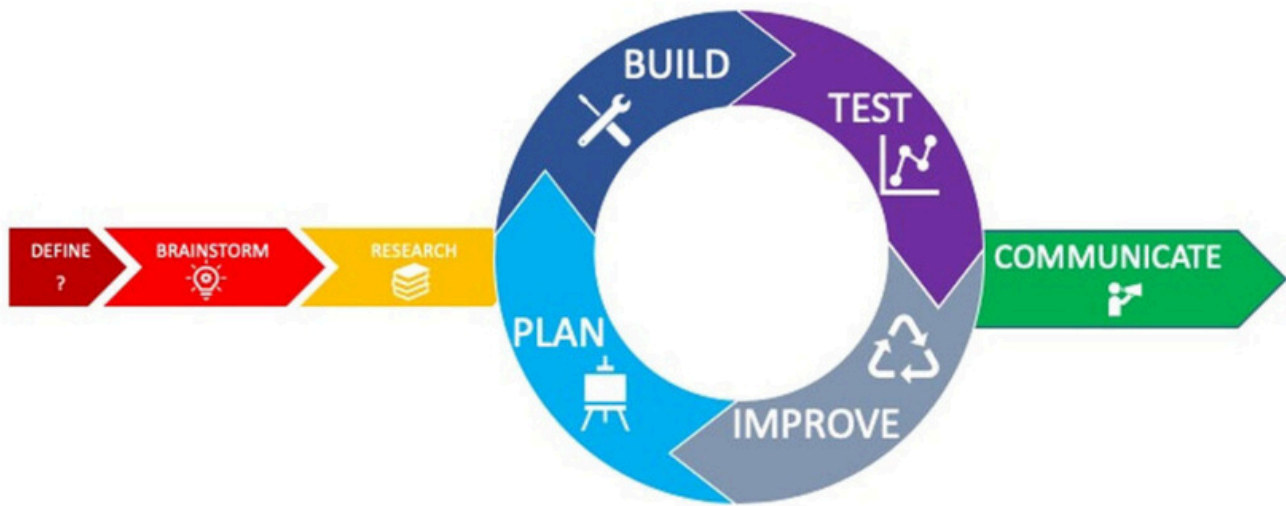 DEFINE
?
BRAINSTORM
RESEARCH
PLAN
BUILD
TEST
IMPROVE
COMMUNICATE